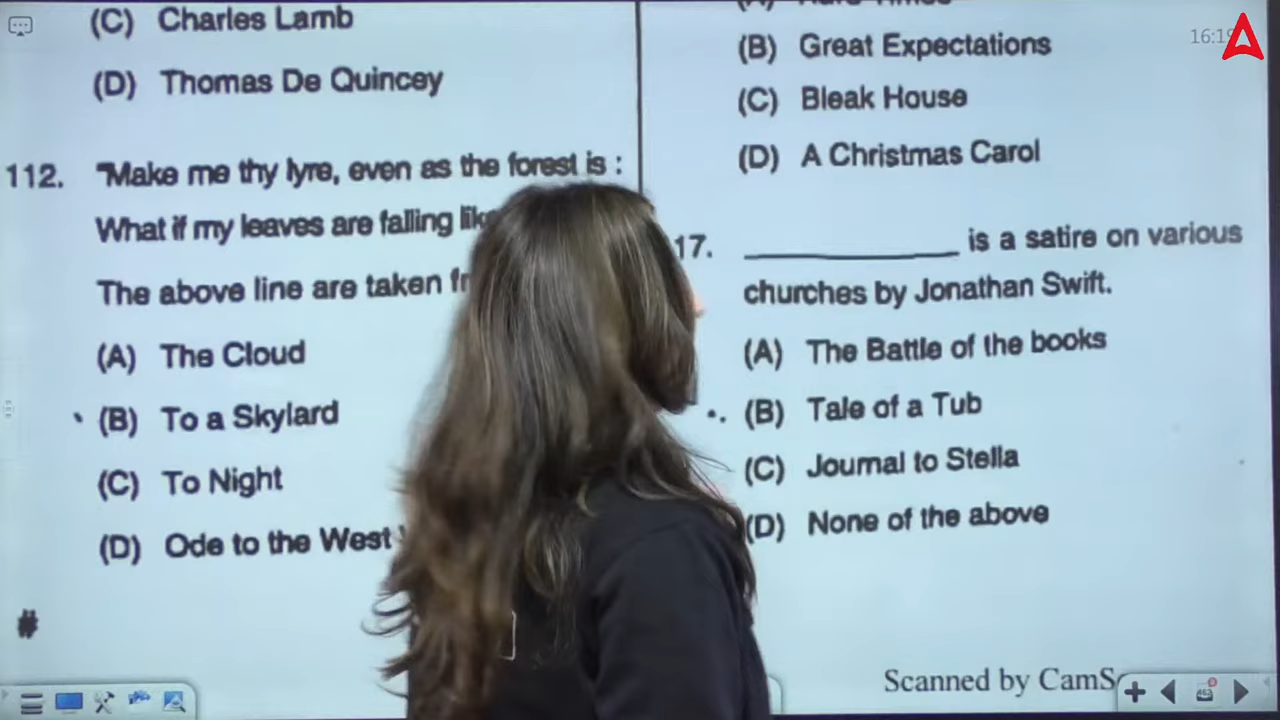 (C) Charles Lamb
(D) Thomas De Quincey
112. "Make me thy lyre, even as the forest is :
What if my leaves are falling
The above line are taken
(A) The Cloud
(B) To a Skylard
(C) To Night
(D) Ode to the West
#
(B) Great Expectations
(C) Bleak House
(D) A Christmas Carol
17. ____________ is a satire on various
churches by Jonathan Swift.
(A) The Battle of the books
(B) Tale of a Tub
(C) Journal to Stella
(D) None of the above
Scanned by CamS